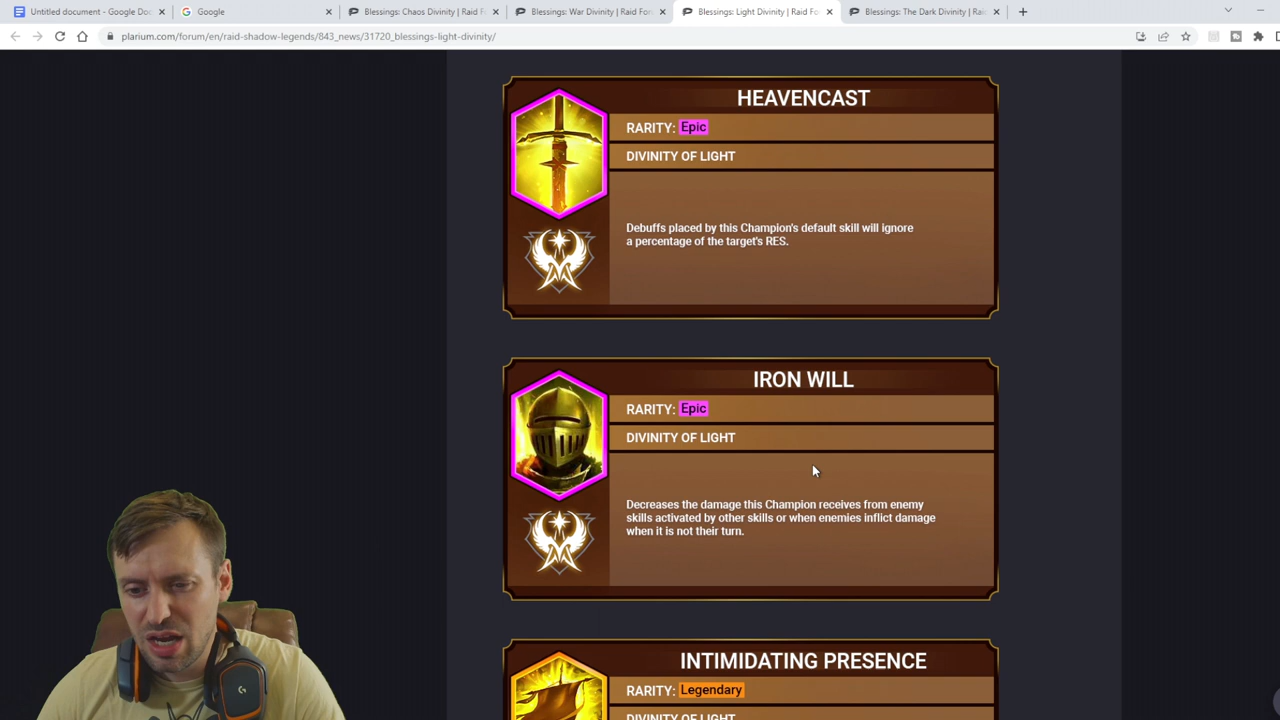 Untitled document - Google Doc
Google
Blessings: Chaos Divinity | Raid F
Blessings: War Divinity | Raid For
Blessings: Light Divinity | Raid Fo
Blessings: The Dark Divinity | Rai
plarium.com/forum/en/raid-shadow-legends/843_news/31720_blessings-light-divinity/
HEAVENCAST
RARITY: Epic
DIVINITY OF LIGHT
Debuffs placed by this Champion's default skill will ignore
a percentage of the target's RES.
IRON WILL
RARITY: Epic
DIVINITY OF LIGHT
Decreases the damage this Champion receives from enemy
skills activated by other skills or when enemies inflict damage
when it is not their turn.
INTIMIDATING PRESENCE
RARITY: Legendary
DIVINITY OF LIGHT